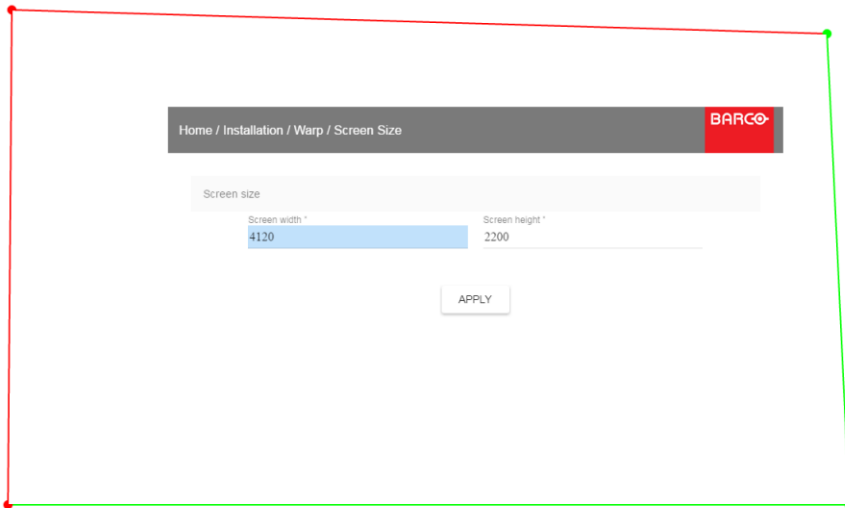 Home / Installation / Warp / Screen Size
BARCO
Screen size
Screen width *
Screen height *
4120
2200
APPLY